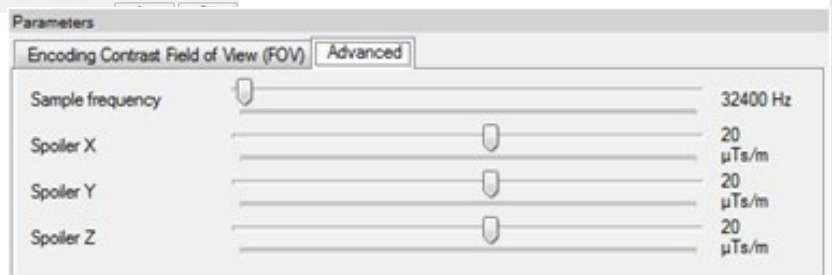 Parameters
Encoding Contrast Field of View (FOV) Advanced
Sample frequency 32400 Hz
Spoiler X 20
µTs/m
Spoiler Y 20
µTs/m
Spoiler Z 20
µTs/m